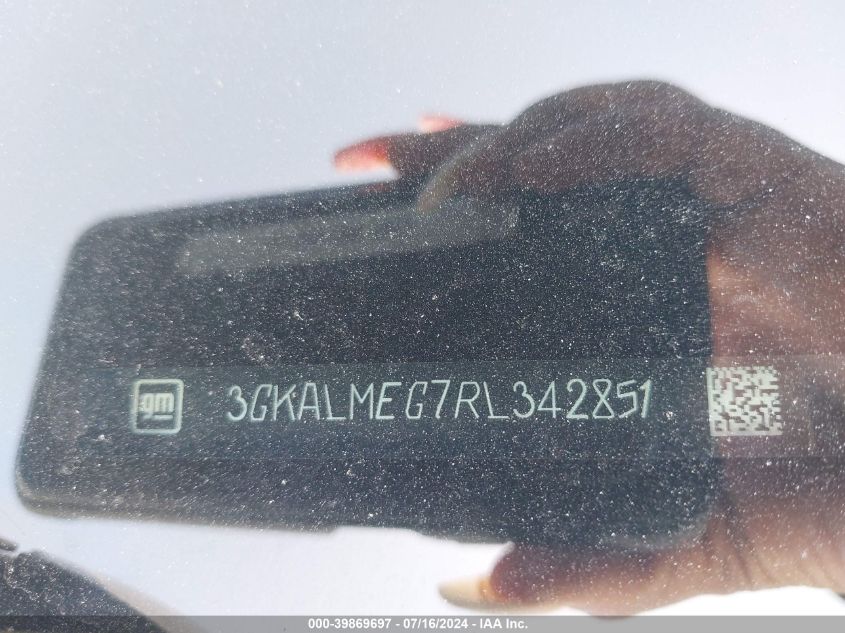 gm 3GKALMEG7RL342851
000-39869697 - 07/16/2024 - IAA Inc.